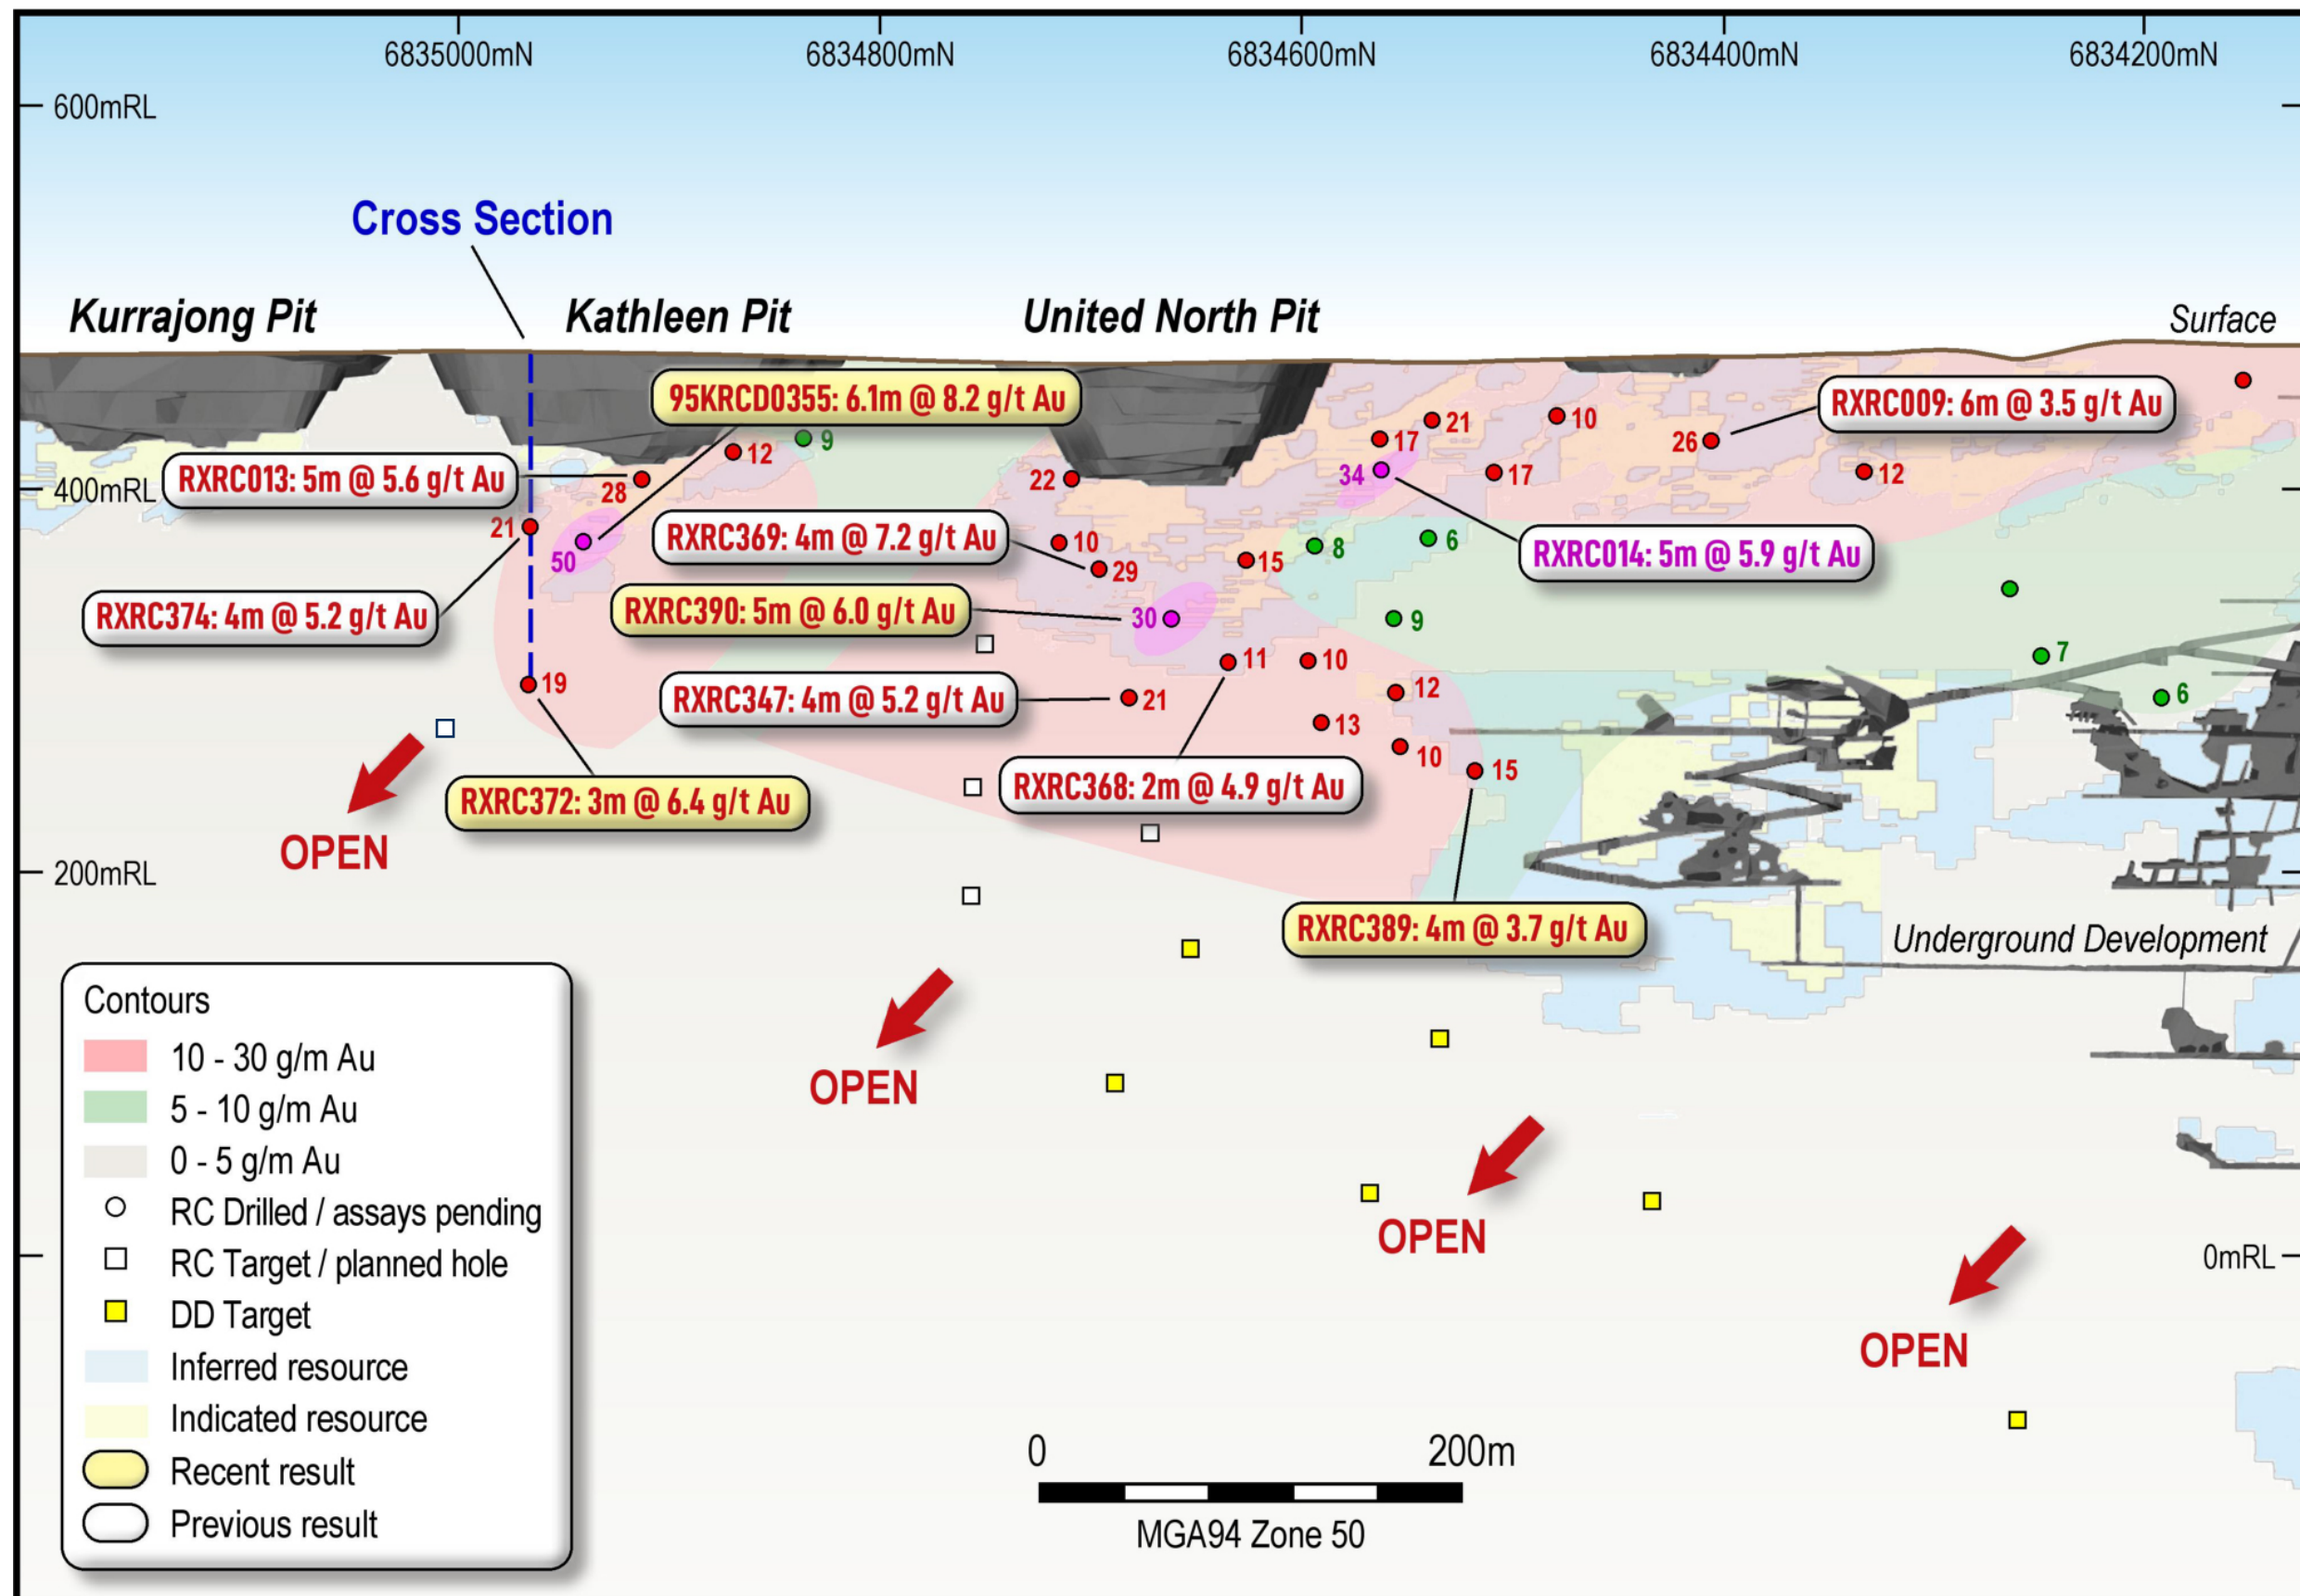 6835000mN
6834800mN
6834600mN
6834400mN
6834200mN
600mRL
Cross Section
Kurrajong Pit
Kathleen Pit
United North Pit
Surface
95KRCD0355: 6.1m @ 8.2 g/t Au
RXRC009: 6m @ 3.5 g/t Au
21
10
17
9
12
26
RXRC013: 5m @ 5.6 g/t Au
400mRL
28
22
34
17
12
21
50
RXRC369: 4m @ 7.2 g/t Au
10
29
15
8
6
RXRC014: 5m @ 5.9 g/t Au
RXRC374: 4m @ 5.2 g/t Au
RXRC390: 5m @ 6.0 g/t Au
30
9
7
11
10
19
RXRC347: 4m @ 5.2 g/t Au
21
12
6
13
10
15
RXRC368: 2m @ 4.9 g/t Au
RXRC372: 3m @ 6.4 g/t Au
OPEN
200mRL
RXRC389: 4m @ 3.7 g/t Au
Underground Development
OPEN
OPEN
0mRL
OPEN
Contours
10 - 30 g/m Au
5 - 10 g/m Au
0 - 5 g/m Au
RC Drilled / assays pending
RC Target / planned hole
DD Target
Inferred resource
Indicated resource
Recent result
Previous result
0
200m
MGA94 Zone 50